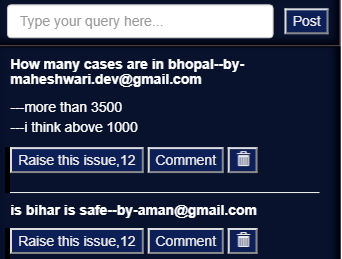 Type your query here...
Post
How many cases are in bhopal--by-
maheshwari.dev@gmail.com
---more than 3500
---i think above 1000
Raise this issue,12 Comment
is bihar is safe--by-aman@gmail.com
Raise this issue,12 Comment